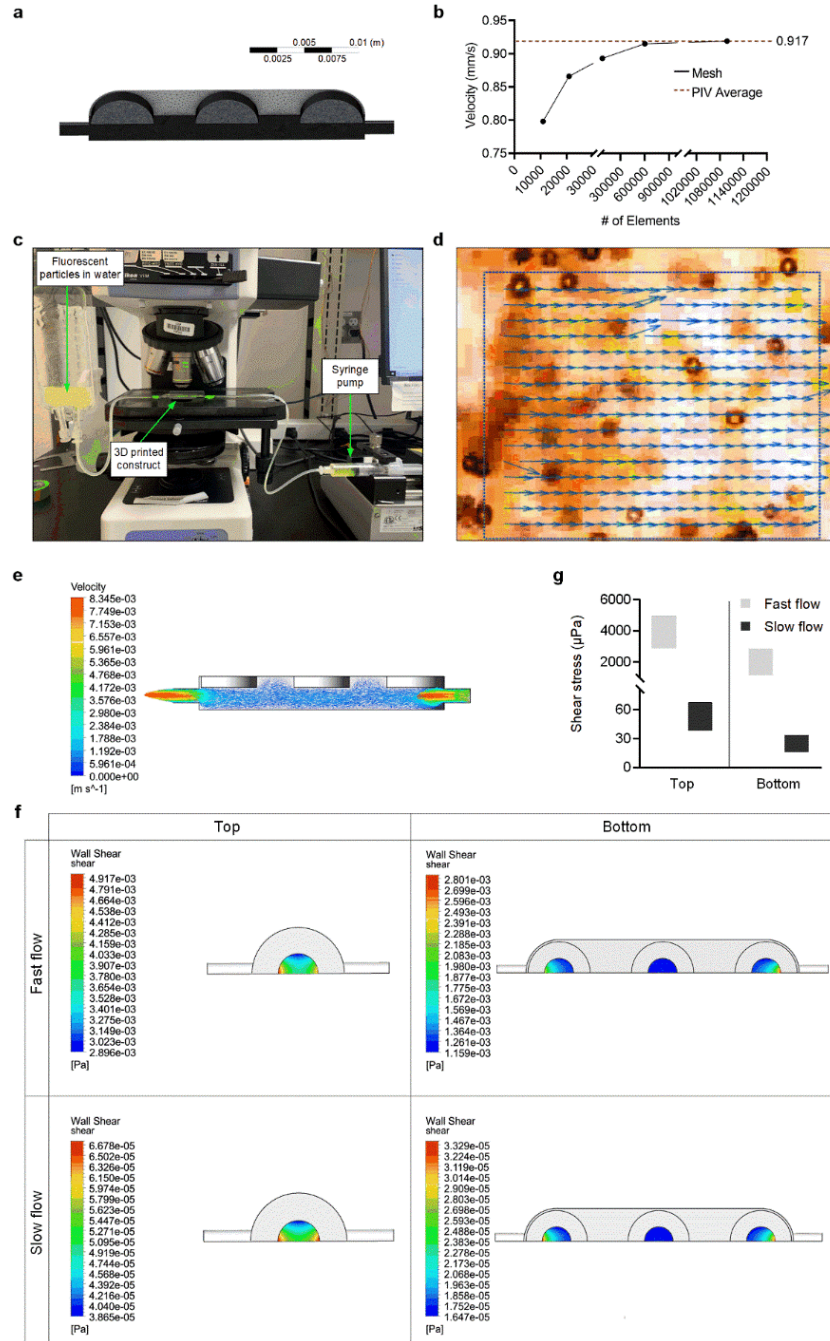 a
0.005 0.01 (m)
0.0025 0.0075
b
Velocity (mm/s)
0.95
0.90
0.85
0.80
0.75
0.917
Mesh
PIV Average
0
10000
20000
30000
300000
600000
900000
1020000
1080000
1140000
1200000
# of Elements
c
Fluorescent
particles in water
3D printed
construct
Syringe
pump
d
e
Velocity
8.345e-03
7.749e-03
7.153e-03
6.557e-03
5.961e-03
5.365e-03
4.768e-03
4.172e-03
3.576e-03
2.980e-03
2.384e-03
1.788e-03
1.192e-03
5.961e-04
0.000e+00
[m s^-1]
g
Shear stress (µPa)
6000
4000
2000
60
30
0
Fast flow
Slow flow
Top
Bottom
f
Top
Bottom
Fast flow
Wall Shear
shear
4.917e-03
4.791e-03
4.664e-03
4.538e-03
4.412e-03
4.285e-03
4.159e-03
4.033e-03
3.907e-03
3.780e-03
3.654e-03
3.528e-03
3.401e-03
3.275e-03
3.149e-03
3.023e-03
2.896e-03
[Pa]
Wall Shear
shear
2.801e-03
2.699e-03
2.596e-03
2.493e-03
2.391e-03
2.288e-03
2.185e-03
2.083e-03
1.980e-03
1.877e-03
1.775e-03
1.672e-03
1.569e-03
1.467e-03
1.364e-03
1.261e-03
1.159e-03
[Pa]
Slow flow
Wall Shear
shear
6.678e-05
6.502e-05
6.326e-05
6.150e-05
5.974e-05
5.799e-05
5.623e-05
5.447e-05
5.271e-05
5.095e-05
4.919e-05
4.744e-05
4.568e-05
4.392e-05
4.216e-05
4.040e-05
3.865e-05
[Pa]
Wall Shear
shear
3.329e-05
3.224e-05
3.119e-05
3.014e-05
2.909e-05
2.803e-05
2.698e-05
2.593e-05
2.488e-05
2.383e-05
2.278e-05
2.173e-05
2.068e-05
1.963e-05
1.858e-05
1.752e-05
1.647e-05
[Pa]